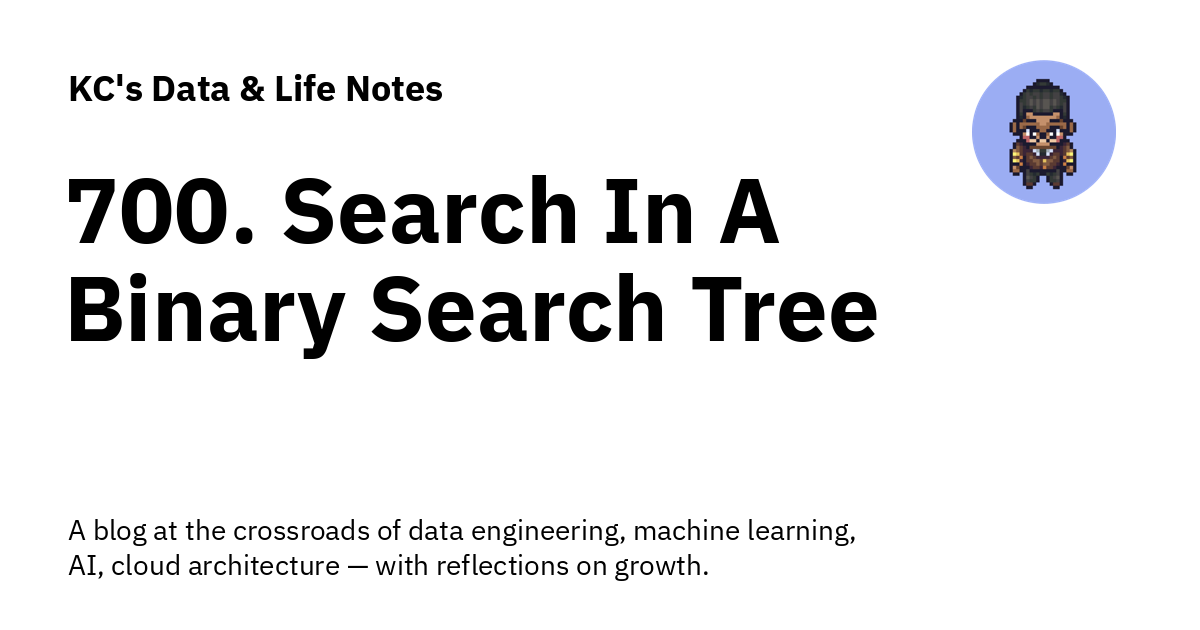 KC's Data & Life Notes
700. Search In A
Binary Search Tree
A blog at the crossroads of data engineering, machine learning,
AI, cloud architecture — with reflections on growth.